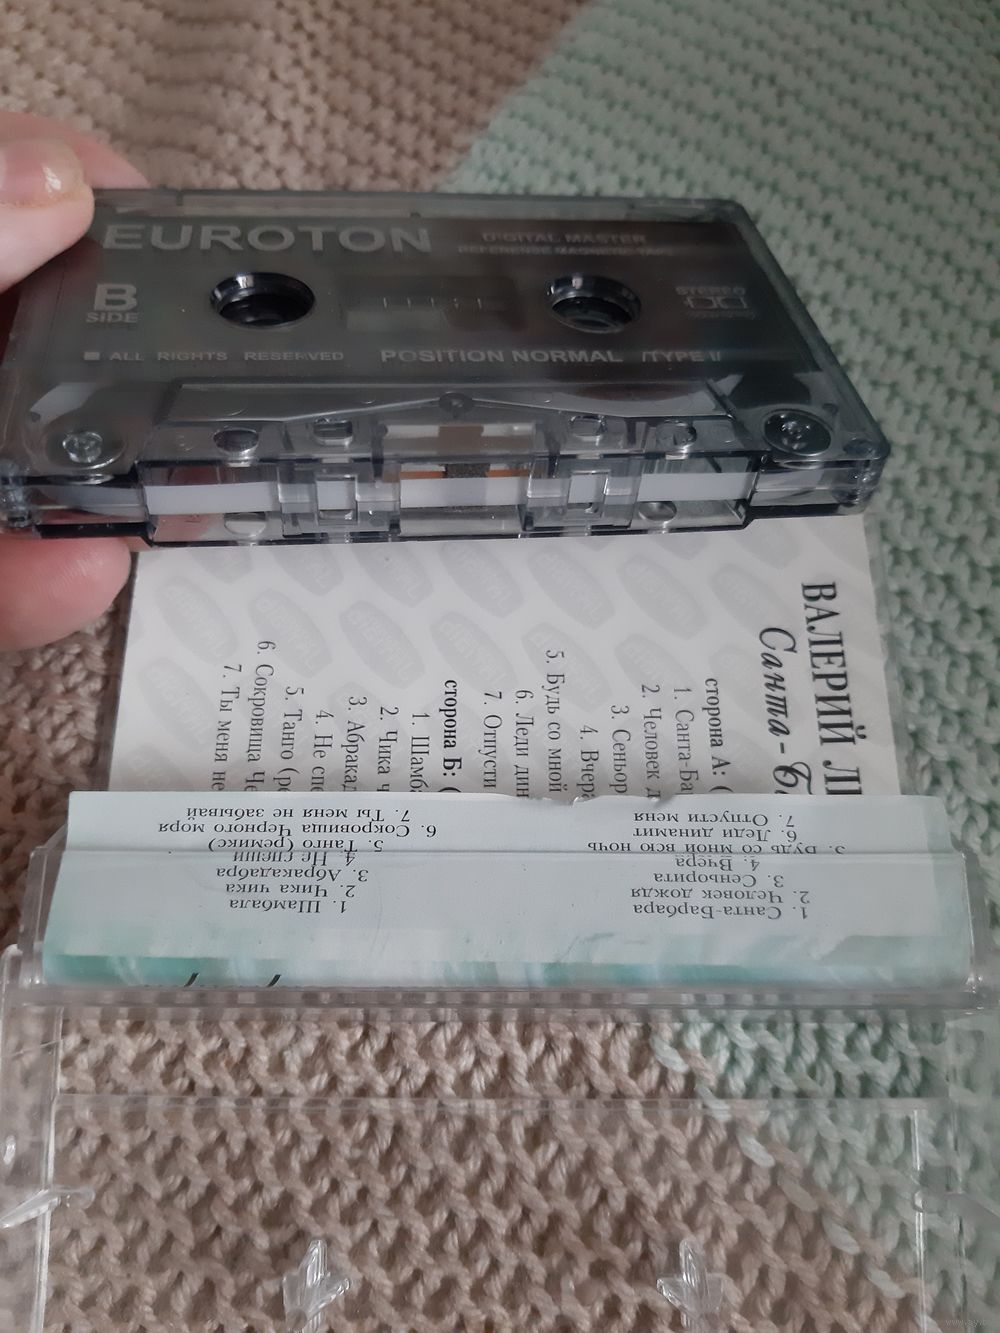 EUROTON
DIGITAL MASTER
B
SIDE
STEREO
ALL RIGHTS RESERVED
POSITION NORMAL /TYPE I/
ВАЛЕРИЙ
Санта-
сторона А:
1. Санта-Ба
2. Человек д
3. Сеньор
4. Вчера
5. Будь со мной
6. Леди дин
7. Отпусти
сторона Б:
1. Шамб
2. Чика ч
3. Абракад
4. Не спе
5. Танго (ре
6. Сокровища Че
7. Ты меня не
1. Санта-Барбара
2. Человек дождя
3. Сеньорита
4. Вчера
5. Будь со мной всю ночь
6. Леди динамит
7. Отпусти меня
1. Шамбала
2. Чика чика
3. Абракадабра
4. Не спеши
5. Танго (ремикс)
6. Сокровища Черного моря
7. Ты меня не забывай